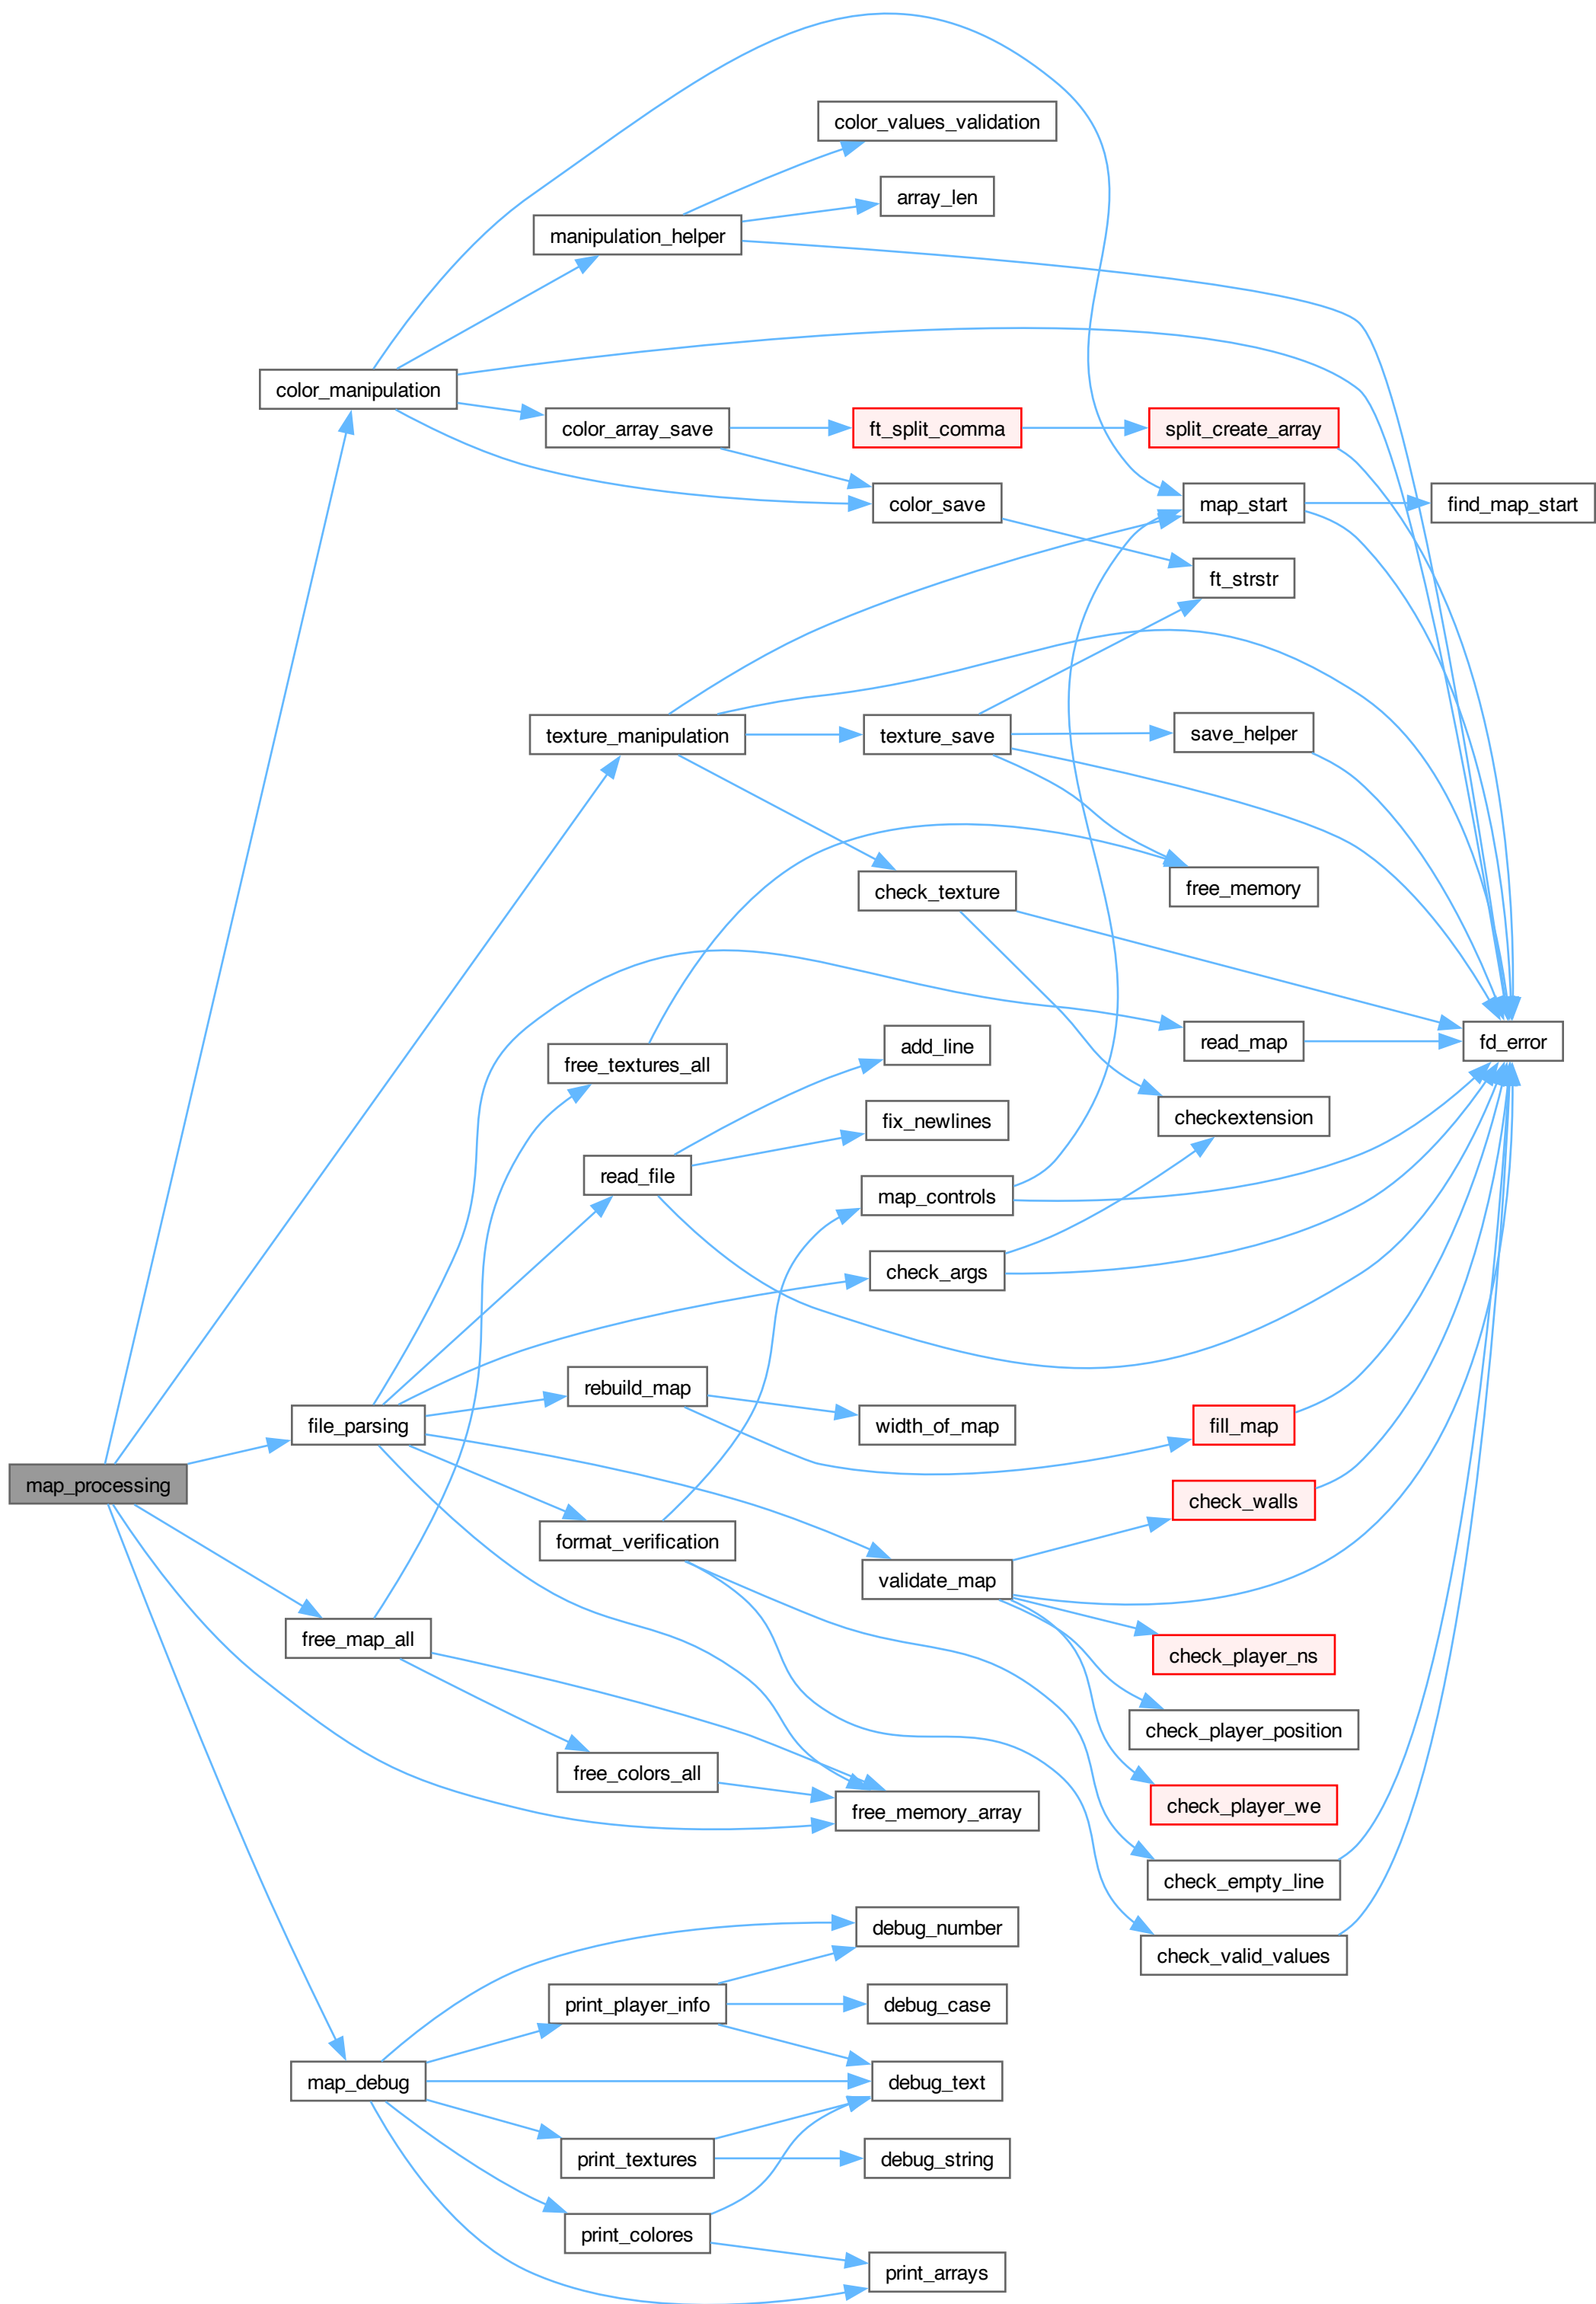 color_values_validation
array_len
manipulation_helper
color_manipulation
color_array_save
ft_split_comma
split_create_array
color_save
map_start
find_map_start
ft_strstr
texture_manipulation
texture_save
save_helper
check_texture
free_memory
free_textures_all
add_line
read_map
fd_error
fix_newlines
checkextension
read_file
map_controls
check_args
rebuild_map
file_parsing
width_of_map
fill_map
map_processing
check_walls
format_verification
validate_map
free_map_all
check_player_ns
check_player_position
free_colors_all
free_memory_array
check_player_we
check_empty_line
debug_number
check_valid_values
print_player_info
debug_case
map_debug
debug_text
print_textures
debug_string
print_colores
print_arrays